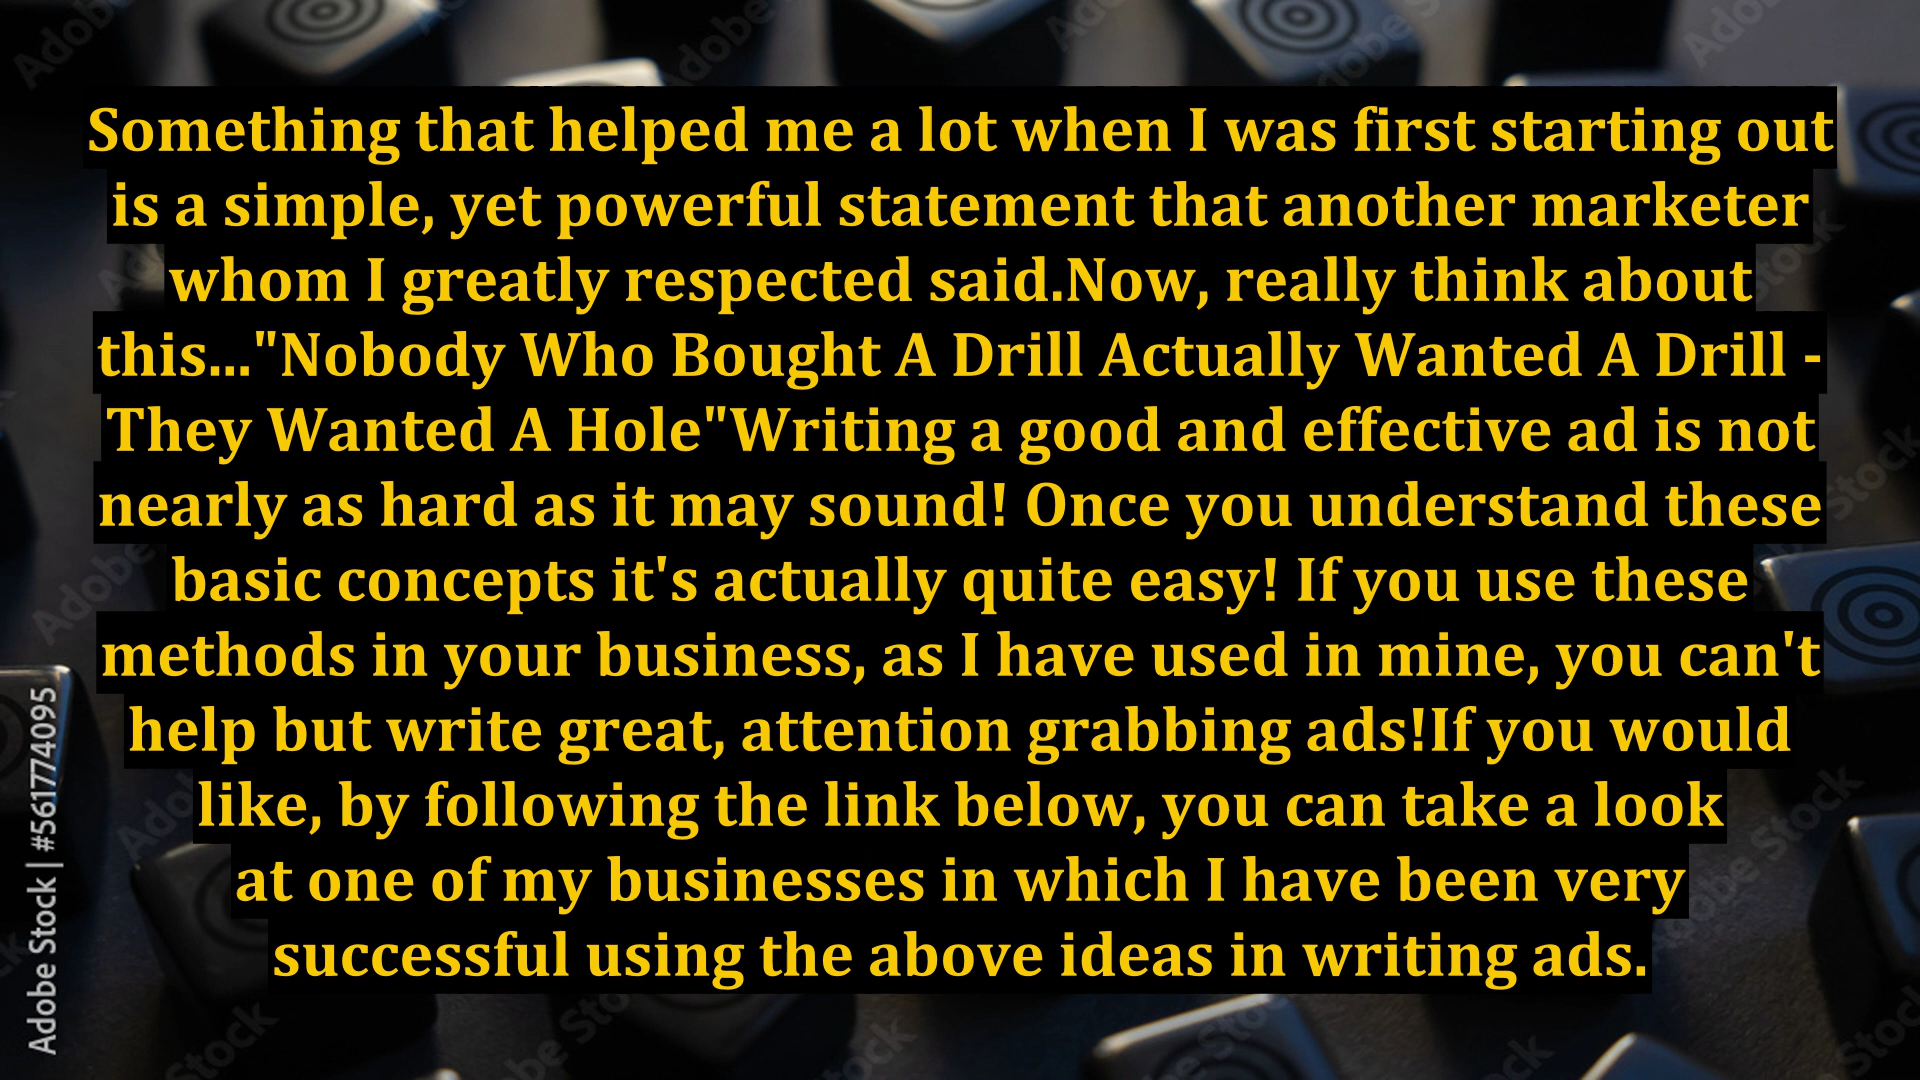 Something that helped me a lot when I was first starting out
is a simple, yet powerful statement that another marketer
whom I greatly respected said.Now, really think about
this..."Nobody Who Bought A Drill Actually Wanted A Drill -
They Wanted A Hole"Writing a good and effective ad is not
nearly as hard as it may sound! Once you understand these
basic concepts it's actually quite easy! If you use these
methods in your business, as I have used in mine, you can't
help but write great, attention grabbing ads!If you would
like, by following the link below, you can take a look
at one of my businesses in which I have been very
successful using the above ideas in writing ads.
Adobe Stock | #561774095